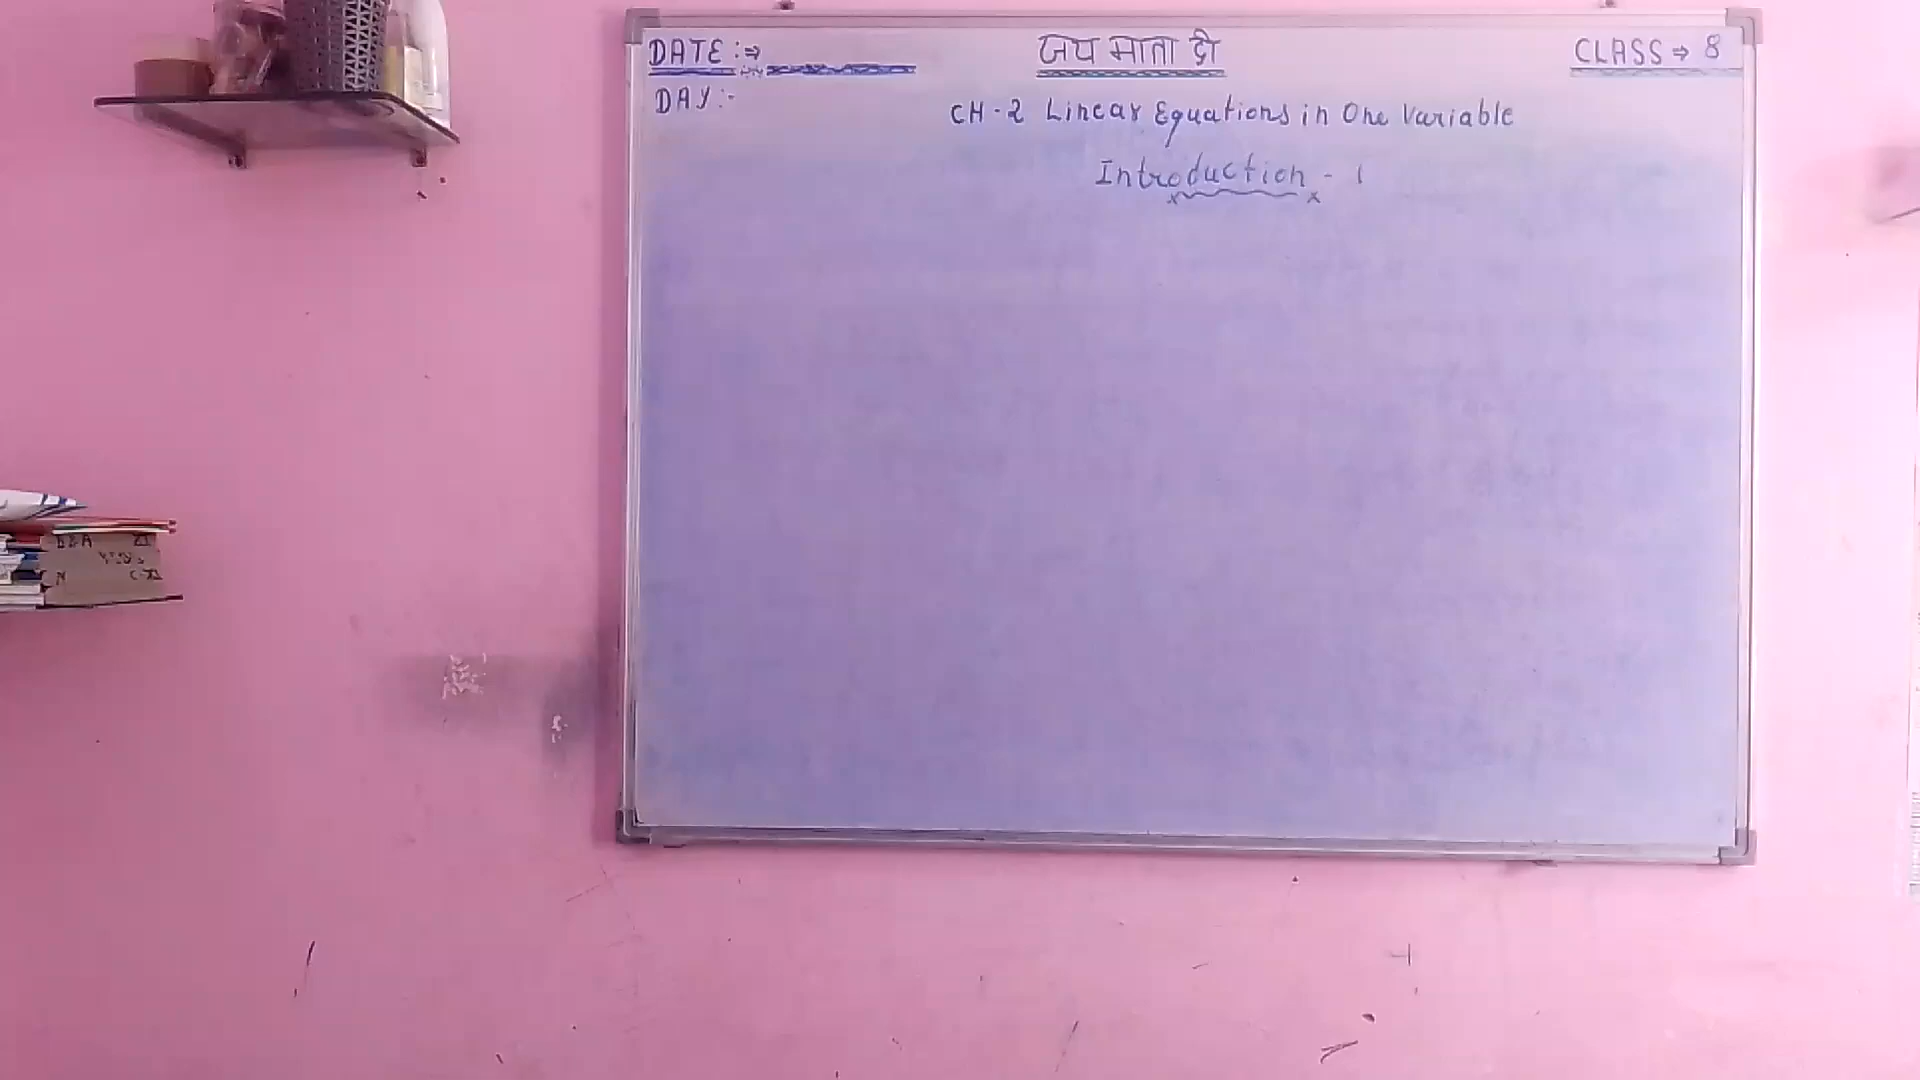 DATE :⇒
जय माता दी
CLASS → 8
DAY :-
CH - 2 Linear Equations in One Variable
Introduction - 1